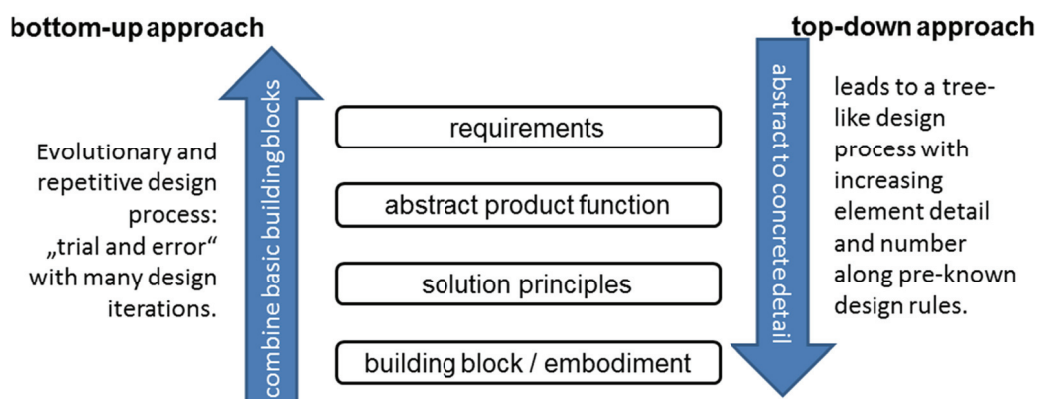 bottom-up approach
top-down approach
combine basic building blocks
Evolutionary and
repetitive design
process:
„trial and error“
with many design
iterations.
requirements
abstract product function
solution principles
building block / embodiment
abstract to concrete detail
leads to a tree-
like design
process with
increasing
element detail
and number
along pre-known
design rules.